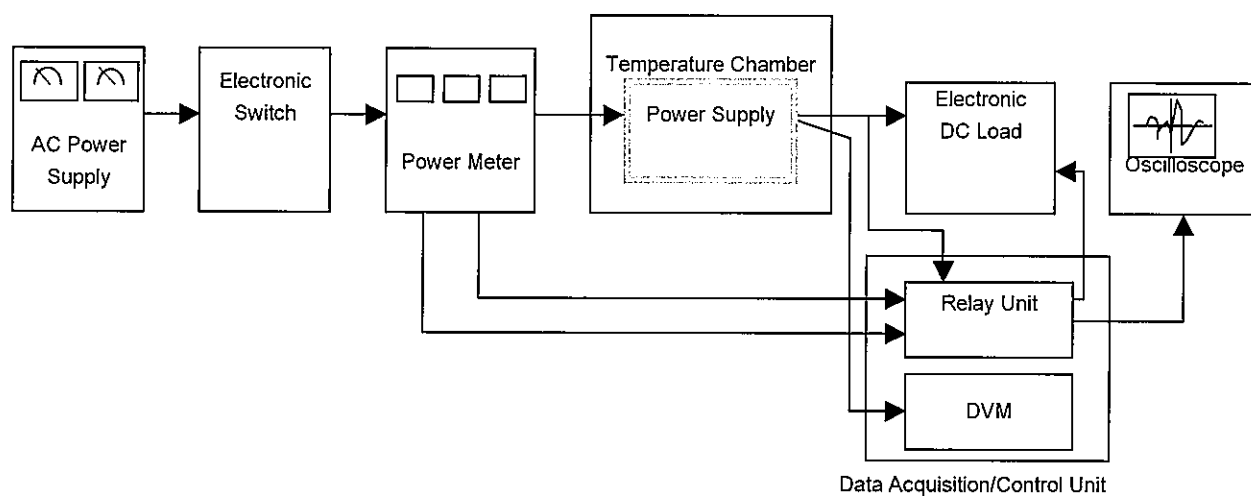 AC Power
Supply
Electronic
Switch
Power Meter
Temperature Chamber
Power Supply
Electronic
DC Load
Oscilloscope
Relay Unit
DVM
Data Acquisition/Control Unit